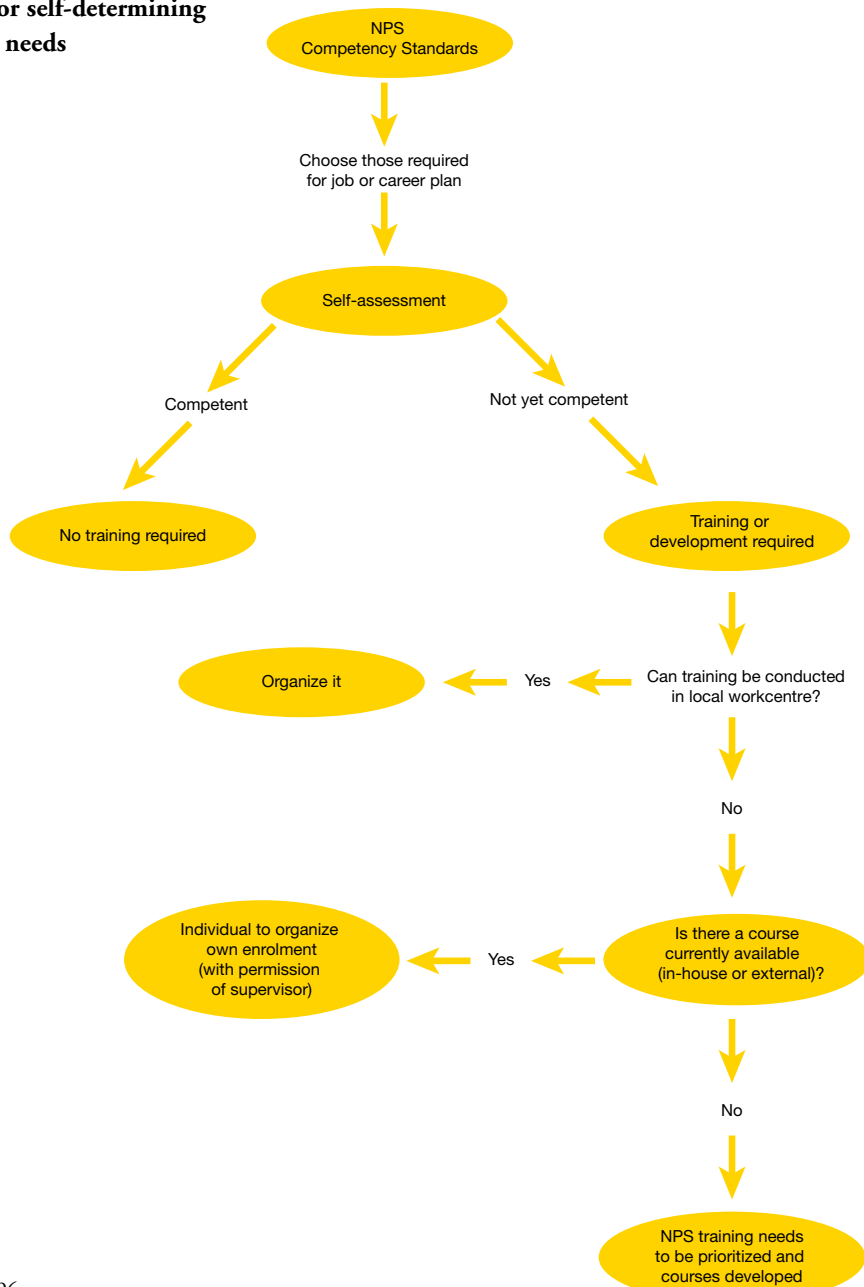 or self-determining
needs
NPS
Competency Standards
Choose those required
for job or career plan
Self-assessment
Competent
Not yet competent
No training required
Training or
development required
Organize it
Yes
Can training be conducted
in local workcentre?
No
Individual to organize
own enrolment
(with permission
of supervisor)
Yes
Is there a course
currently available
(in-house or external)?
No
NPS training needs
to be prioritized and
courses developed